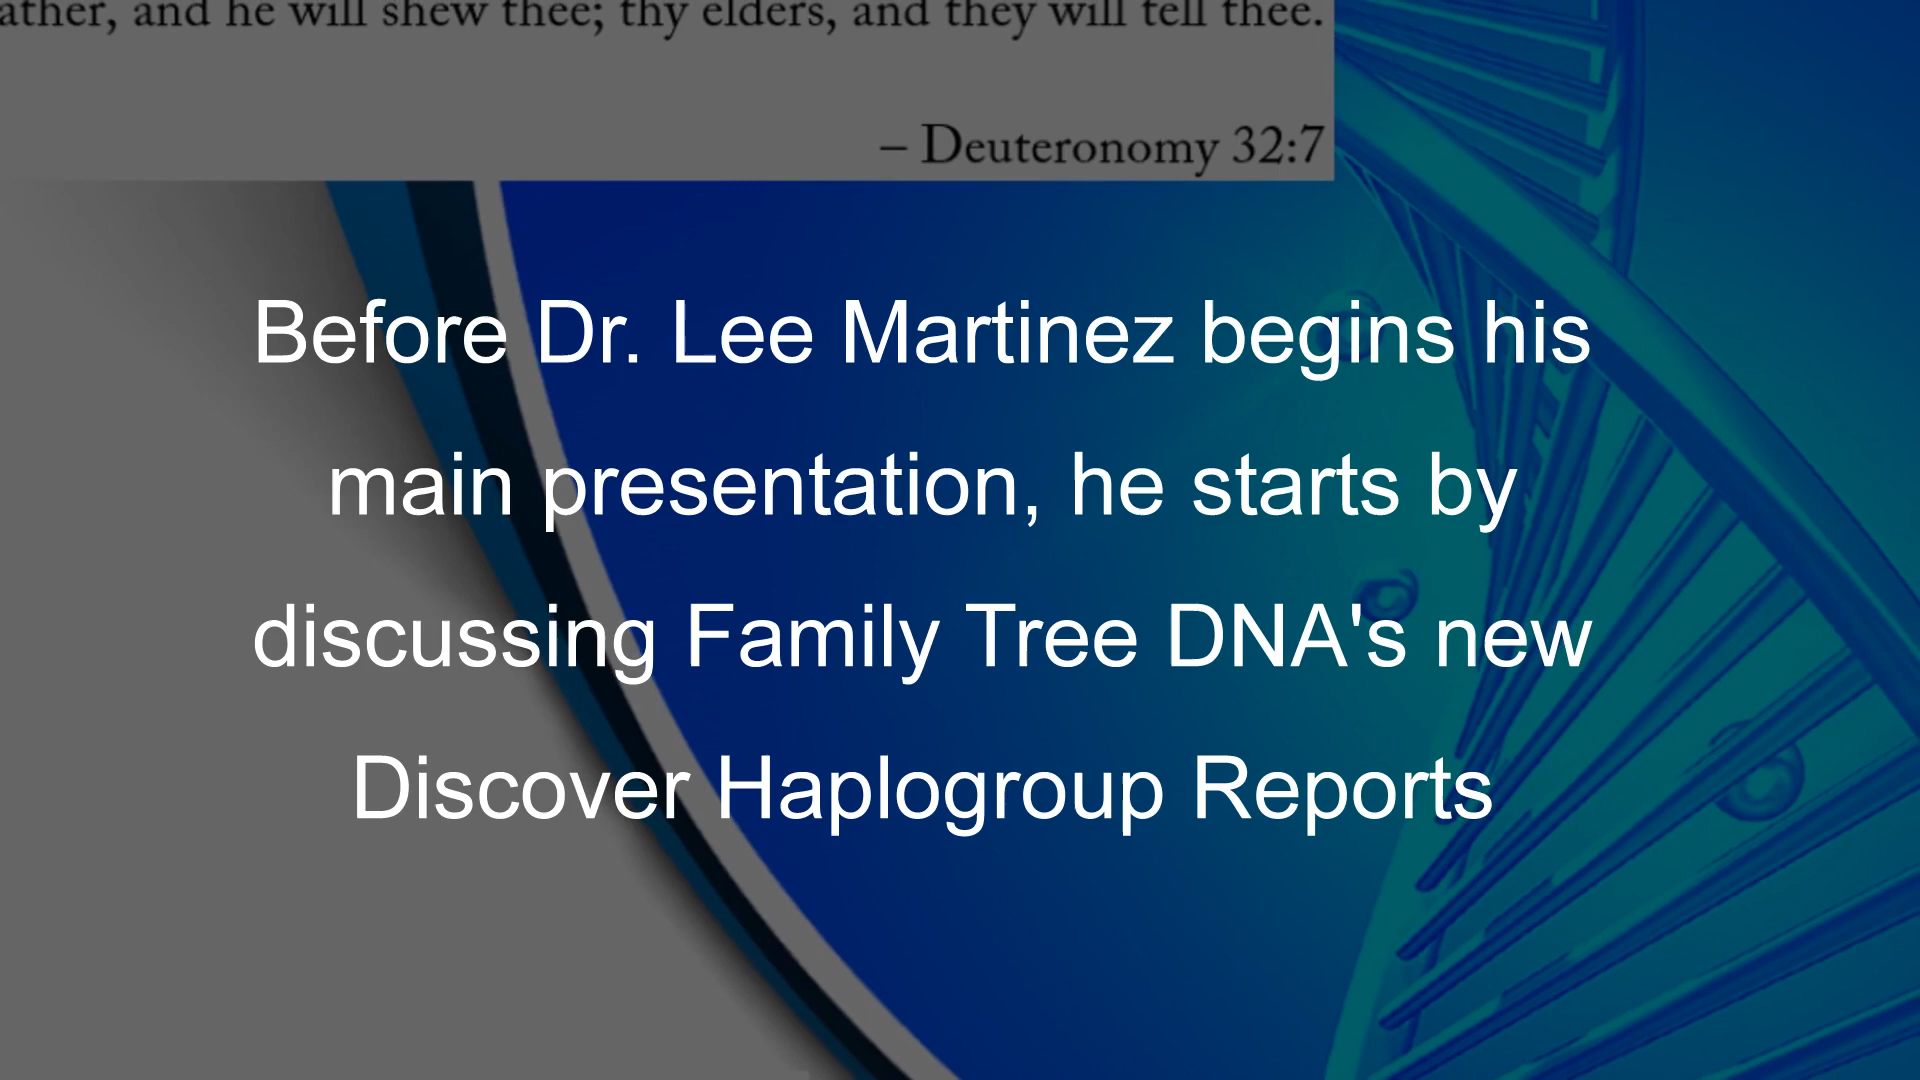 ather, and he will shew thee; thy elders, and they will tell thee.
– Deuteronomy 32:7
Before Dr. Lee Martinez begins his
main presentation, he starts by
discussing Family Tree DNA's new
Discover Haplogroup Reports